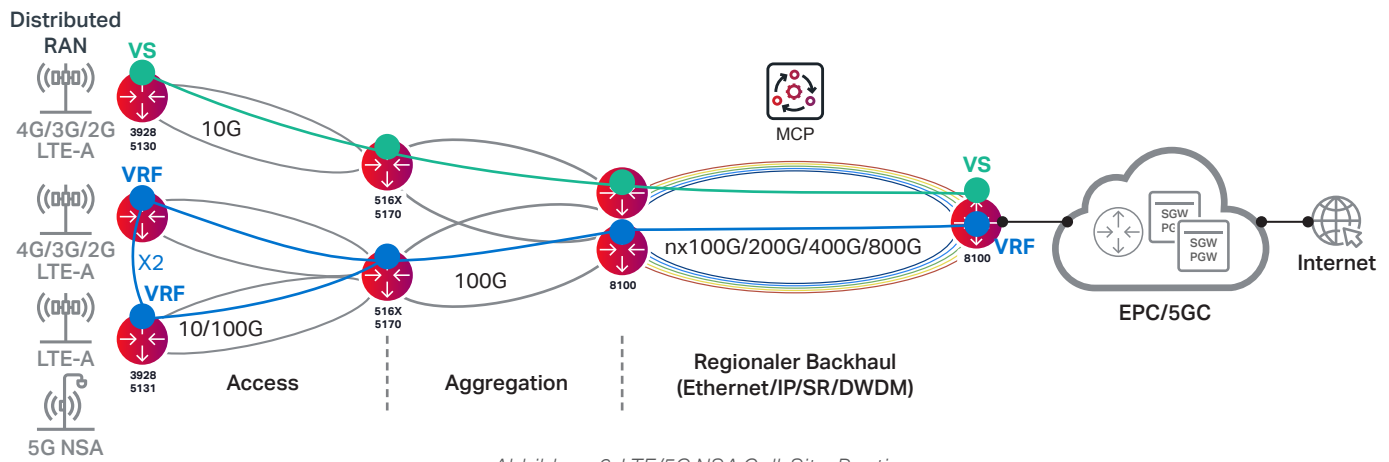 Distributed
RAN
VS
3928
5130
4G/3G/2G
LTE-A
10G
VRF
4G/3G/2G
LTE-A
X2
VRF
LTE-A
3928
5131
5G NSA
10/100G
Access
516X
5170
516X
5170
100G
Aggregation
8100
MCP
nx100G/200G/400G/800G
Regionaler Backhaul
(Ethernet/IP/SR/DWDM)
VS
VRF
8100
SGW
SGW
PGW
EPC/5GC
Internet